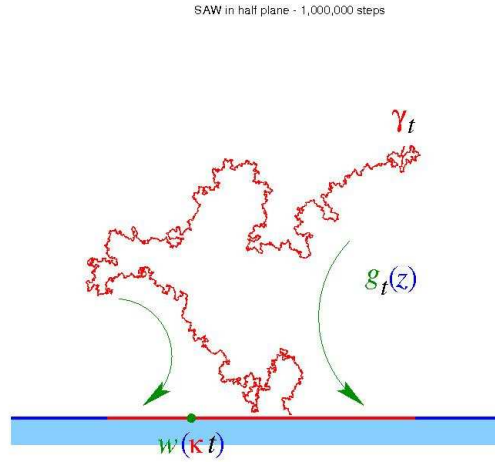 SAW in half plane - 1,000,000 steps
γt
gt(z)
w(κt)